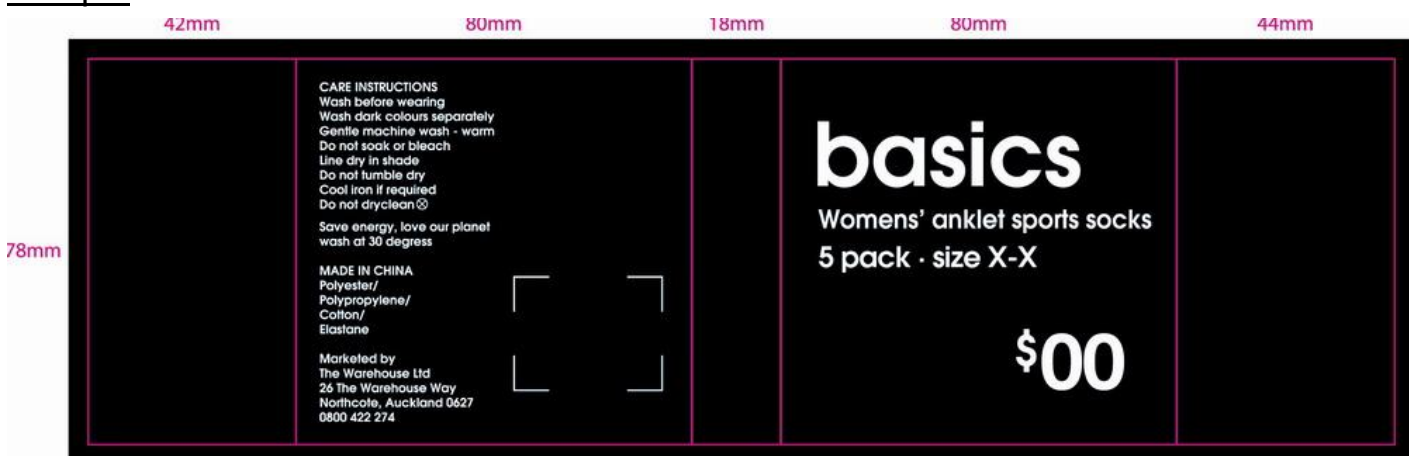 42mm
80mm
18mm
80mm
44mm
78mm
CARE INSTRUCTIONS
Wash before wearing
Wash dark colours separately
Gentle machine wash - warm
Do not soak or bleach
Line dry in shade
Do not tumble dry
Cool iron if required
Do not dryclean
Save energy, love our planet
wash at 30 degress
MADE IN CHINA
Polyester/
Polypropylene/
Cotton/
Elastane
Marketed by
The Warehouse Ltd
26 The Warehouse Way
Northcote, Auckland 0627
0800 422 274
basics
Womens’ anklet sports socks
5 pack · size X-X
$00